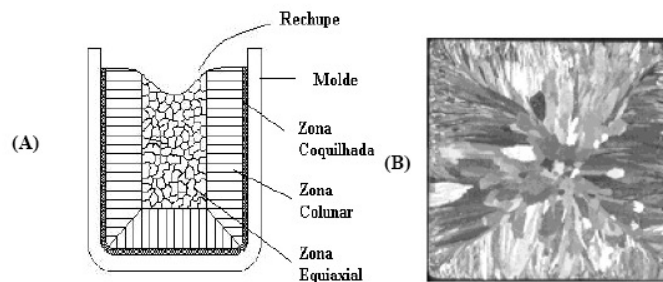 Rechupe
Molde
(A)
Zona
Coquilhada
(B)
Zona
Colunar
Zona
Equiaxial